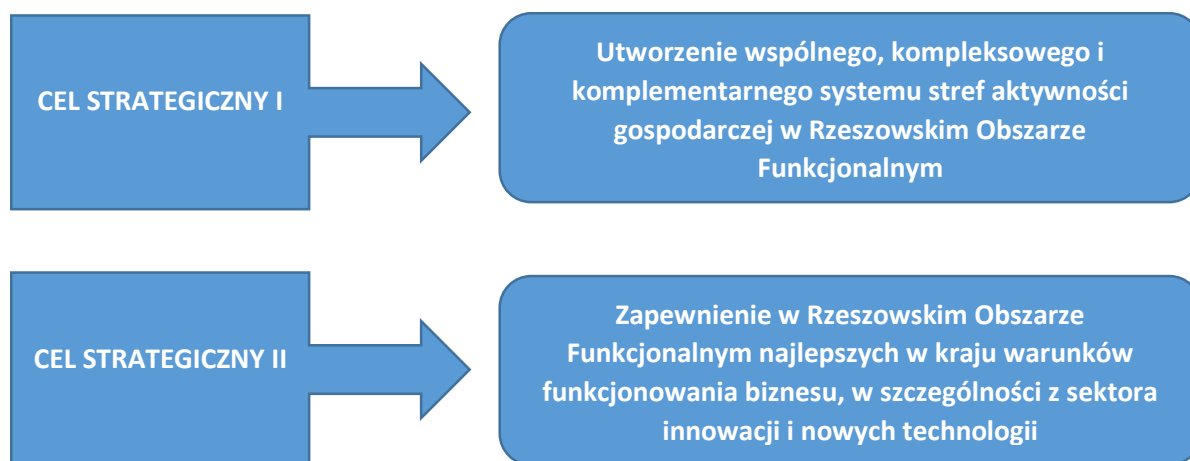 CEL STRATEGICZNY I
Utworzenie wspólnego, kompleksowego i
komplementarnego systemu stref aktywności
gospodarczej w Rzeszowskim Obszarze
Funkcjonalnym
CEL STRATEGICZNY II
Zapewnienie w Rzeszowskim Obszarze
Funkcjonalnym najlepszych w kraju warunków
funkcjonowania biznesu, w szczególności z sektora
innowacji i nowych technologii